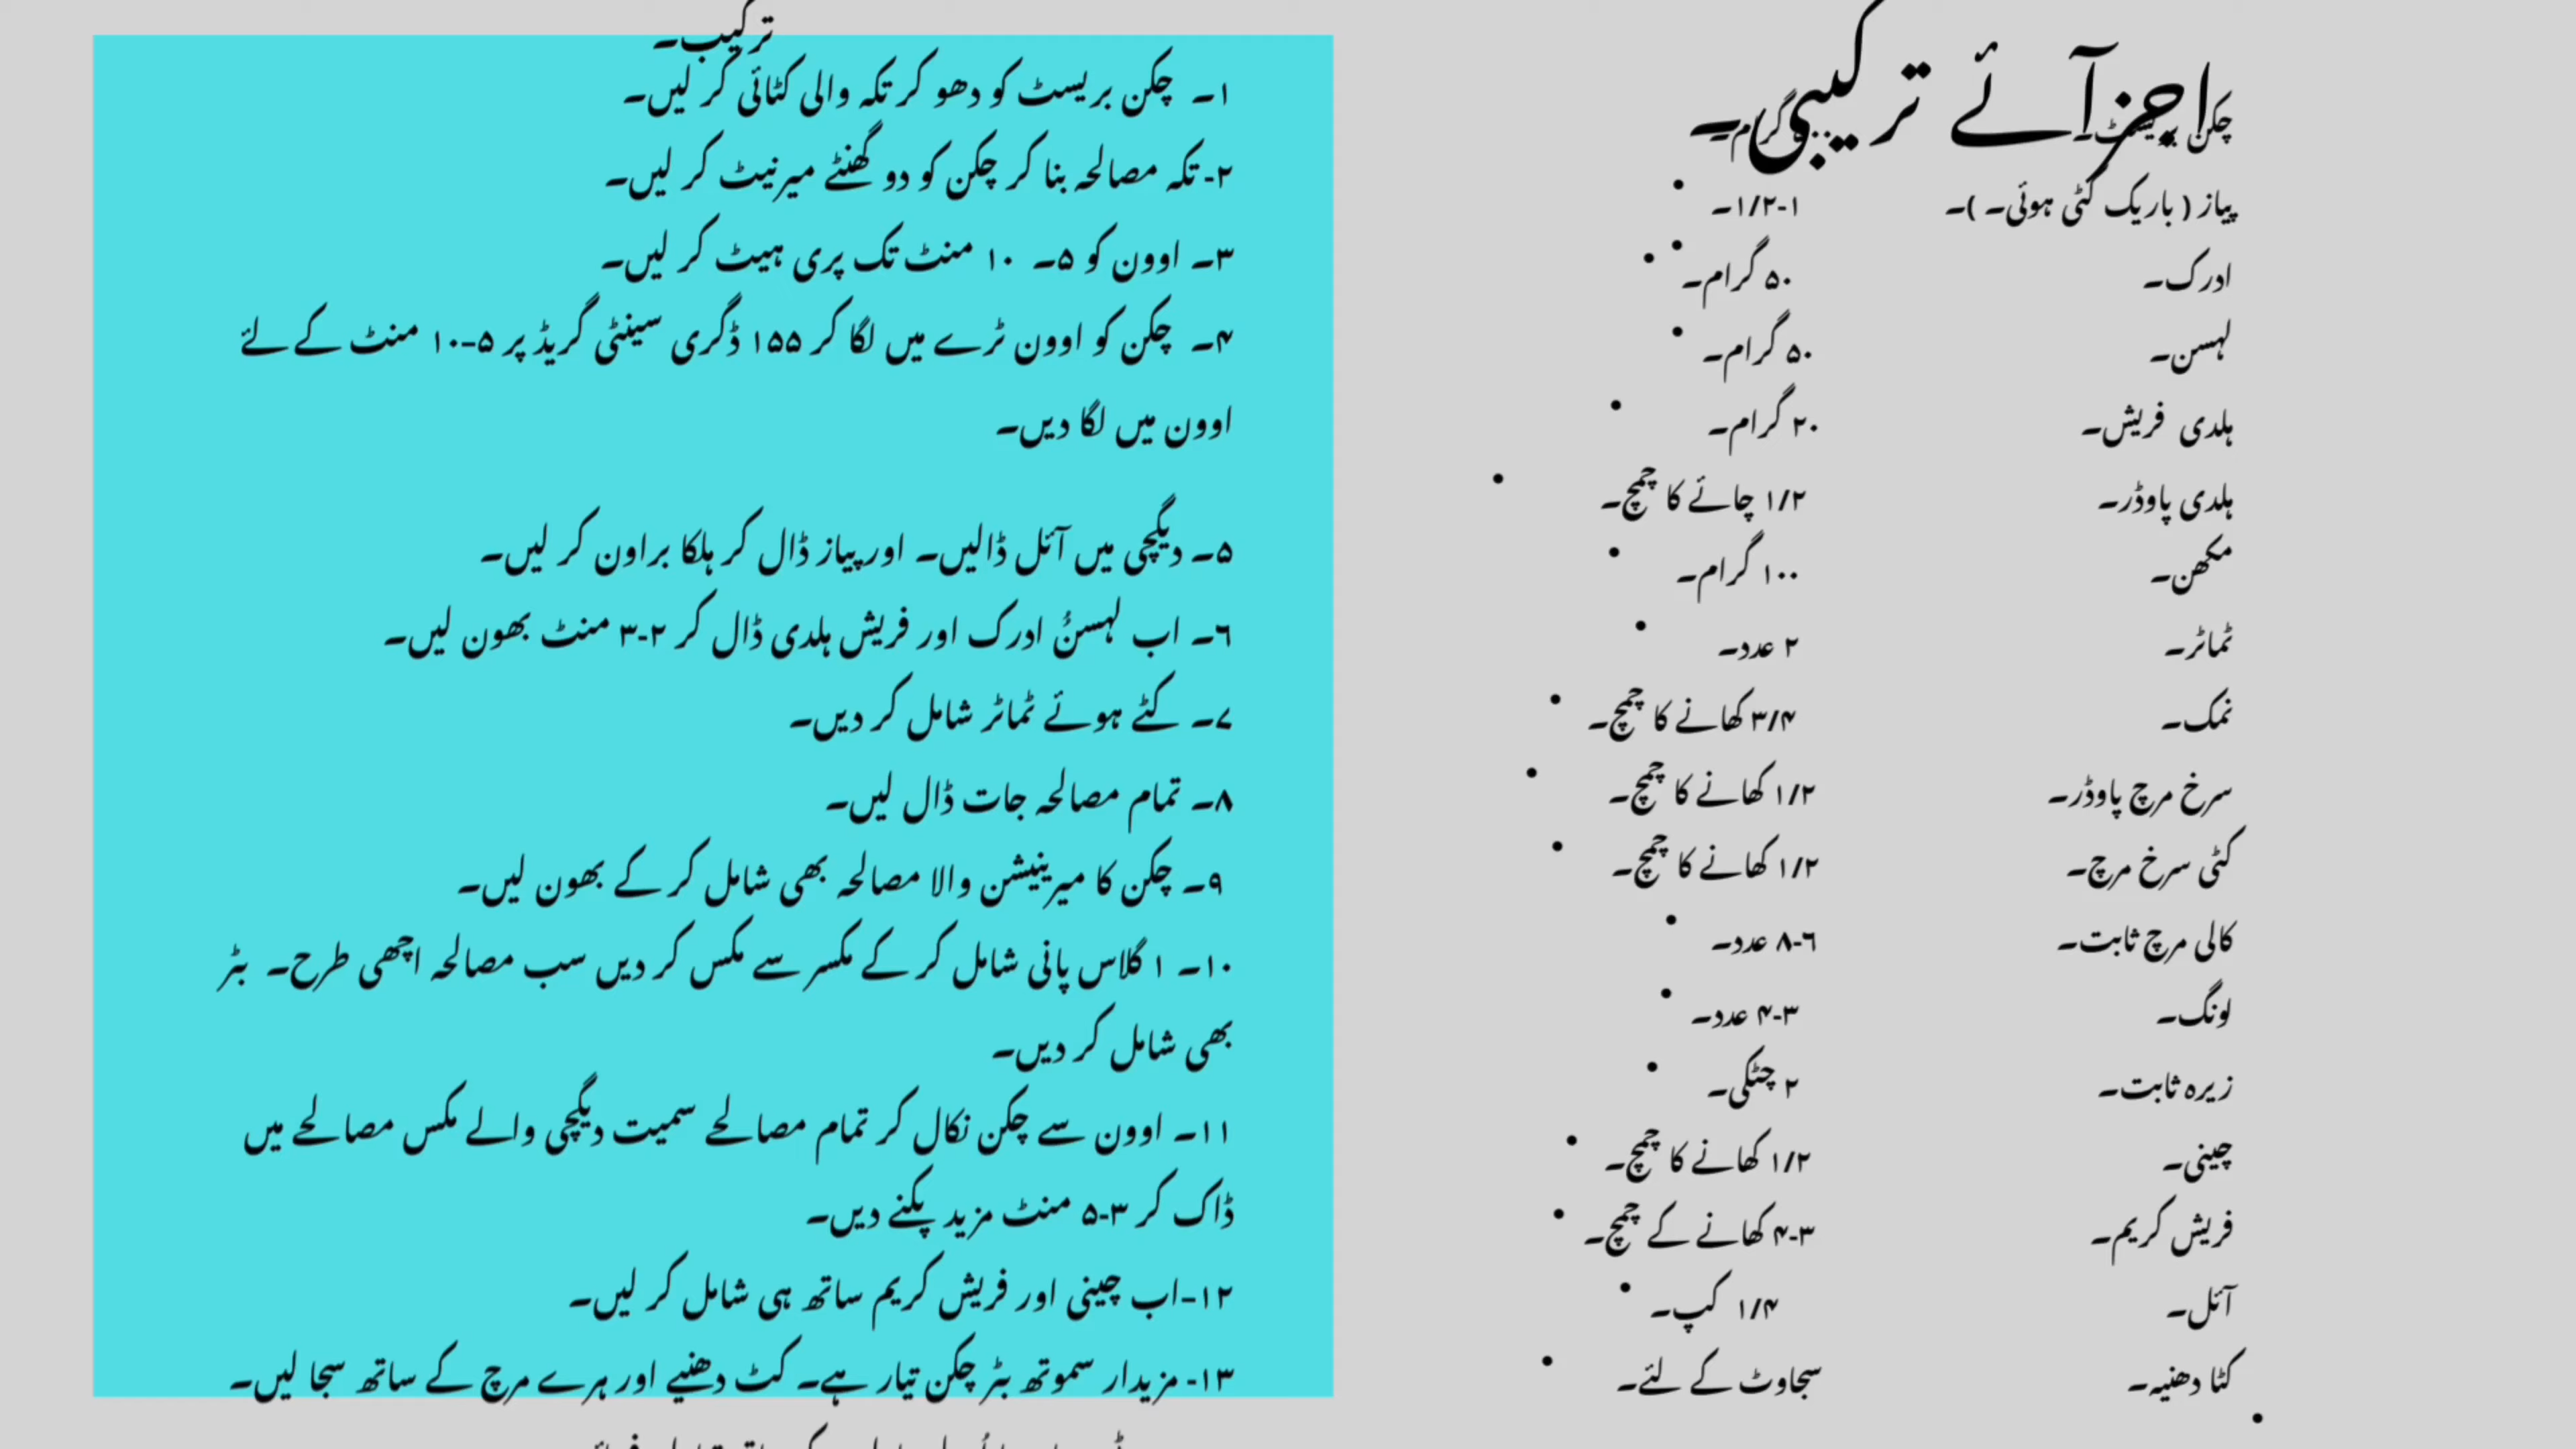 اجزآئے ترکیبی۔
چکن بریسٹ۔ گرام۔
پیاز ( باریک کٹی ہوئی۔ )۔ ۱-۱/۲۔
ادرک۔ ۵۰ گرام۔
لہسن۔ ۵۰ گرام۔
ہلدی فریش۔ ۲۰ گرام۔
ہلدی پاوڈر۔ ۱/۲ چائے کا چمچ۔
مکھن۔ ۱۰۰ گرام۔
ٹماٹر۔ ۲ عدد۔
نمک۔ ۳/۴ کھانے کا چمچ۔
سرخ مرچ پاوڈر۔ ۱/۲ کھانے کا چمچ۔
کٹی سرخ مرچ۔ ۱/۲ کھانے کا چمچ۔
کالی مرچ ثابت۔ ۶-۸ عدد۔
لونگ۔ ۳-۴ عدد۔
زیرہ ثابت۔ ۲ چٹکی۔
چینی۔ ۱/۲ کھانے کا چمچ۔
فریش کریم۔ ۳-۴ کھانے کے چمچ۔
آئل۔ ۱/۴ کپ۔
کٹا دھنیہ۔ سجاوٹ کے لئے۔
ترکیب۔
۱۔ چکن بریسٹ کو دھو کر تکہ والی کٹائی کر لیں۔
۲- تکہ مصالحہ بنا کر چکن کو دو گھنٹے میرنیٹ کر لیں۔
۳۔ اوون کو ۵۔ ۱۰ منٹ تک پری ہیٹ کر لیں۔
۴۔ چکن کو اوون ٹرے میں لگا کر ۱۵۵ ڈگری سینٹی گریڈ پر ۵–۱۰ منٹ کے لئے
اوون میں لگا دیں۔
۵۔ دیگچی میں آئل ڈالیں۔ اور پیاز ڈال کر ہلکا براون کر لیں۔
۶۔ اب لہسنُ ادرک اور فریش ہلدی ڈال کر ۲-۳ منٹ بھون لیں۔
۷۔ کٹے ہوئے ٹماٹر شامل کر دیں۔
۸۔ تمام مصالحہ جات ڈال لیں۔
۹۔ چکن کا میرینیشن والا مصالحہ بھی شامل کر کے بھون لیں۔
۱۰۔ ۱ گلاس پانی شامل کر کے مکسر سے مکس کر دیں سب مصالحہ اچھی طرح۔ بٹر
بھی شامل کر دیں۔
۱۱۔ اوون سے چکن نکال کر تمام مصالحے سمیت دیگچی والے مکس مصالحے میں
ڈاک کر ۳-۵ منٹ مزید پکنے دیں۔
۱۲–اب چینی اور فریش کریم ساتھ ہی شامل کر لیں۔
۱۳- مزیدار سموتھ بٹر چکن تیار ہے۔ کٹ دھنیے اور ہرے مرچ کے ساتھ سجا لیں۔